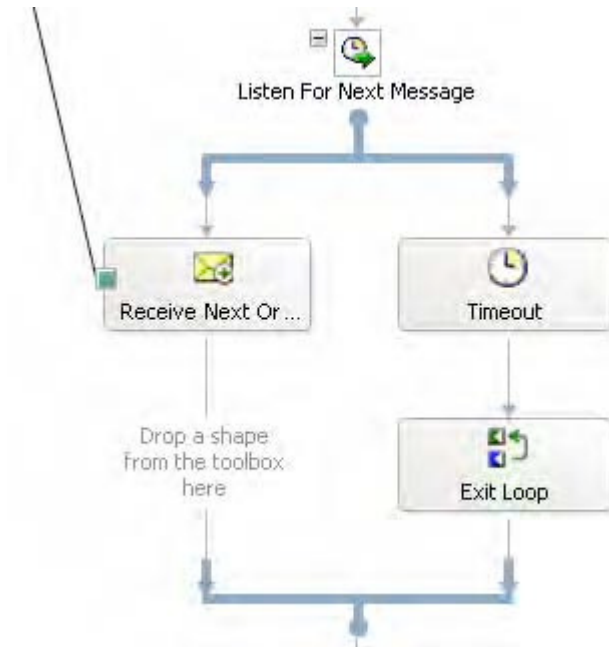 Listen For Next Message
Receive Next Or ...
Timeout
Drop a shape
from the toolbox
here
Exit Loop